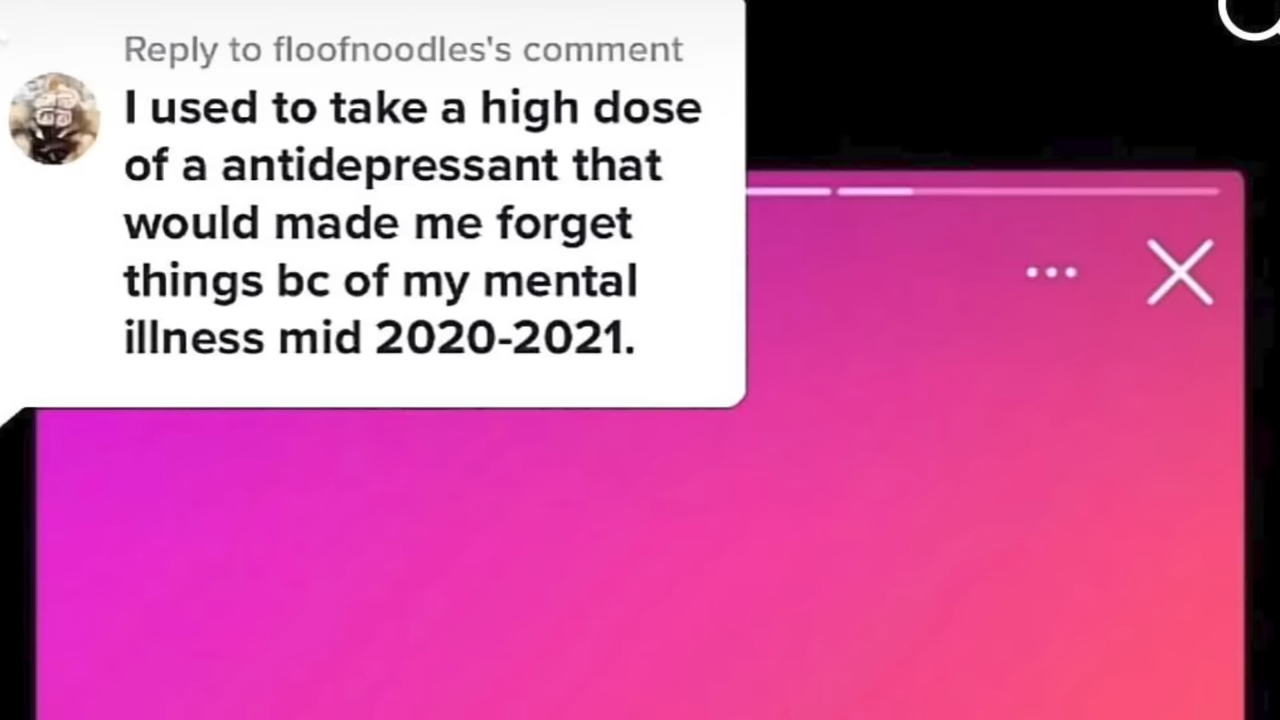 Reply to floofnoodles's comment
I used to take a high dose
of a antidepressant that
would made me forget
things bc of my mental
illness mid 2020-2021.